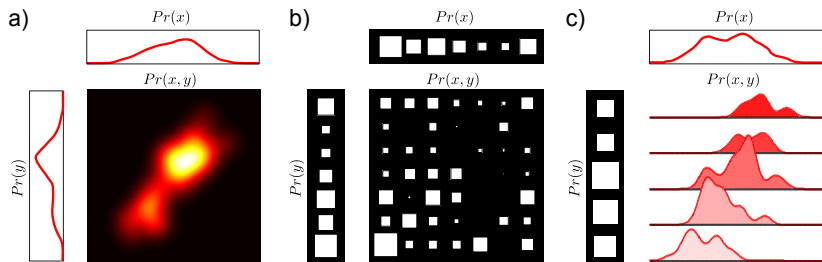 a)
Pr(x)
Pr(x, y)
Pr(y)
b)
Pr(x)
Pr(x, y)
Pr(y)
c)
Pr(x)
Pr(x, y)
Pr(y)